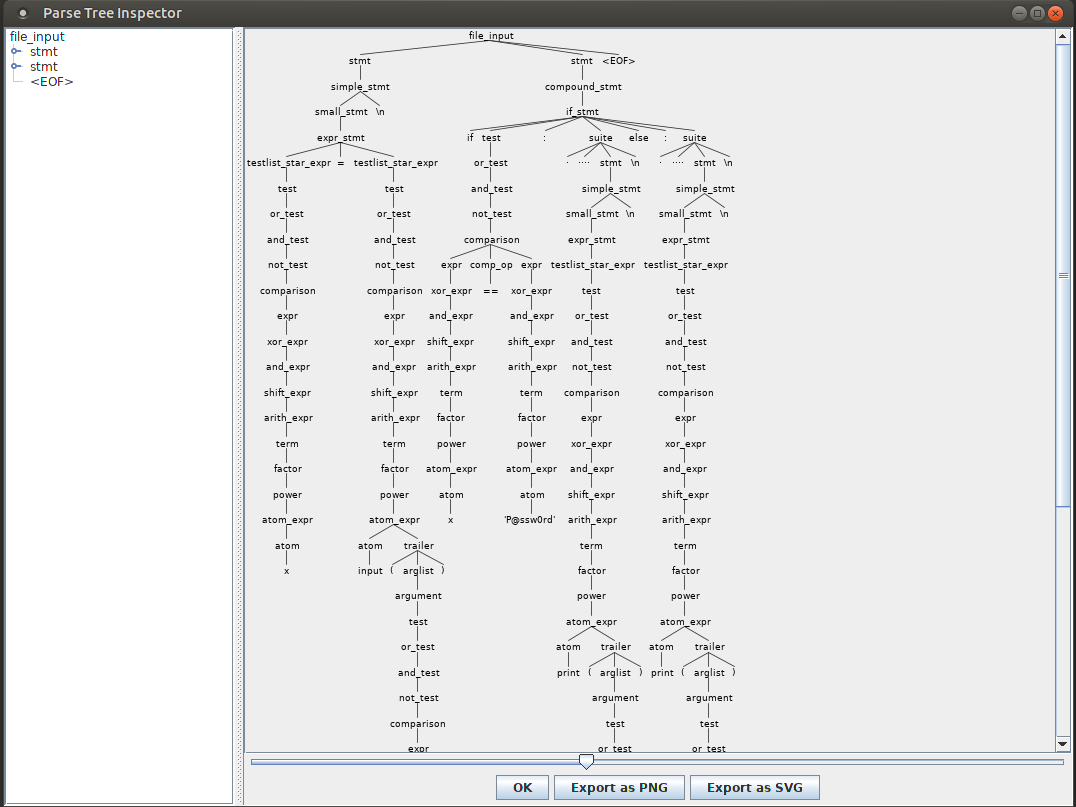 Parse Tree Inspector
file_input
stmt
stmt
<EOF>
file_input
stmt stmt <EOF>
simple_stmt compound_stmt
small_stmt \n if_stmt
expr_stmt if test : suite else : suite
testlist_star_expr = testlist_star_expr or_test · ···· stmt \n · ···· stmt \n
test test and_test simple_stmt simple_stmt
or_test or_test not_test small_stmt \n small_stmt \n
and_test and_test comparison expr_stmt expr_stmt
not_test not_test expr comp_op expr testlist_star_expr testlist_star_expr
comparison comparison xor_expr == xor_expr test test
expr expr and_expr and_expr or_test or_test
xor_expr xor_expr shift_expr shift_expr and_test and_test
and_expr and_expr arith_expr arith_expr not_test not_test
shift_expr shift_expr term term comparison comparison
arith_expr arith_expr factor factor expr expr
term term power power xor_expr xor_expr
factor factor atom_expr atom_expr and_expr and_expr
power power atom atom shift_expr shift_expr
atom_expr atom_expr x 'P@ssw0rd' arith_expr arith_expr
atom atom trailer term term
x input ( arglist ) factor factor
argument power power
test atom_expr atom_expr
or_test atom trailer atom trailer
and_test print ( arglist ) print ( arglist )
not_test argument argument
comparison test test
expr or_test or_test
OK Export as PNG Export as SVG